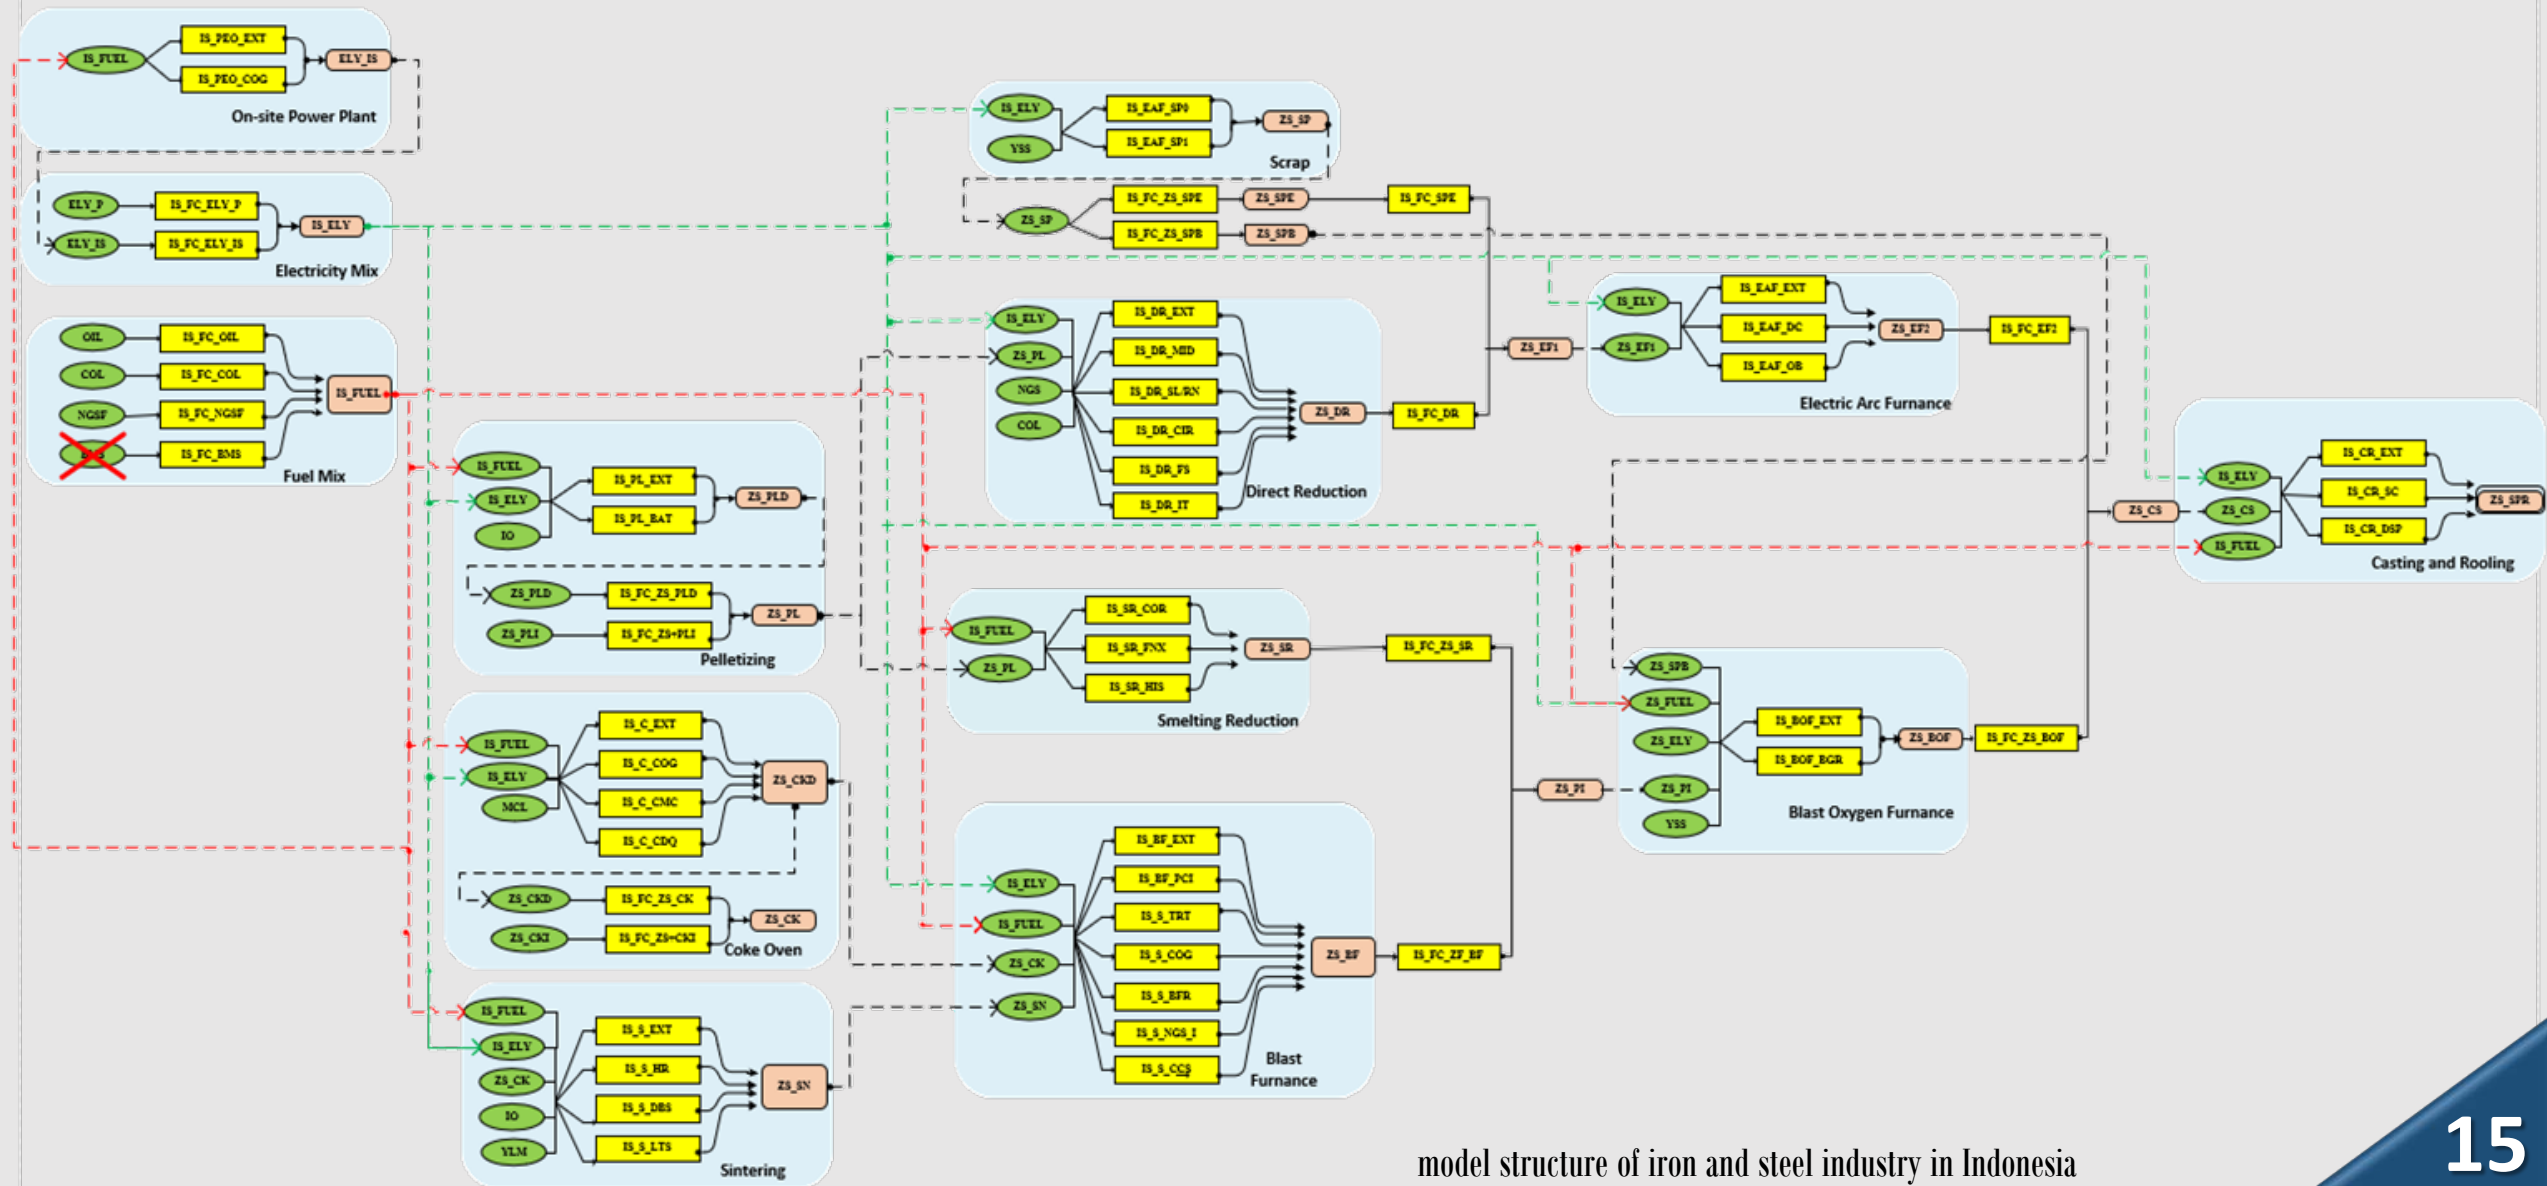 IS_FUEL
IS_PEO_EXT
IS_PEO_COG
ELY_IS
On-site Power Plant
ELY_P
IS_FC_ELY_P
ELY_IS
IS_FC_ELY_IS
IS_ELY
Electricity Mix
OIL
IS_FC_OIL
COL
IS_FC_COL
NGSF
IS_FC_NGSF
IS_FC_BMS
IS_FUEL
Fuel Mix
IS_FUEL
IS_ELY
IO
IS_PL_EXT
IS_PL_BAT
ZS_PLD
ZS_PLD
IS_FC_ZS_PLD
ZS_PLI
IS_FC_ZS+PLI
ZS_PL
Pelletizing
IS_FUEL
IS_ELY
MCL
IS_C_EXT
IS_C_COG
IS_C_CMC
IS_C_CDQ
ZS_CKD
ZS_CKD
IS_FC_ZS_CK
ZS_CKI
IS_FC_ZS+CKI
ZS_CK
Coke Oven
IS_FUEL
IS_ELY
ZS_CK
IO
YLM
IS_S_EXT
IS_S_HR
IS_S_DBS
IS_S_LTS
ZS_SN
Sintering
IS_ELY
YSS
IS_EAF_SP0
IS_EAF_SP1
ZS_SP
Scrap
ZS_SP
IS_FC_ZS_SPE
ZS_SPE
IS_FC_SPE
IS_FC_ZS_SPB
ZS_SPB
IS_ELY
ZS_PL
NGS
COL
IS_DR_EXT
IS_DR_MID
IS_DR_SL/RN
IS_DR_CIR
IS_DR_FS
IS_DR_IT
ZS_DR
IS_FC_DR
Direct Reduction
IS_FUEL
ZS_PL
IS_SR_COR
IS_SR_FNX
IS_SR_HIS
ZS_SR
IS_FC_ZS_SR
Smelting Reduction
IS_ELY
IS_FUEL
ZS_CK
ZS_SN
IS_BF_EXT
IS_BF_PCI
IS_S_TRT
IS_S_COG
IS_S_BFR
IS_S_NGS_I
IS_S_CCS
ZS_BF
IS_FC_ZF_BF
Blast
Furnance
ZS_EF1
IS_ELY
ZS_EF1
IS_EAF_EXT
IS_EAF_DC
IS_EAF_OB
ZS_EF2
IS_FC_EF2
Electric Arc Furnance
ZS_PI
ZS_SPB
ZS_FUEL
ZS_ELY
ZS_PI
YSS
IS_BOF_EXT
IS_BOF_BGR
ZS_BOF
IS_FC_ZS_BOF
Blast Oxygen Furnance
ZS_CS
IS_ELY
ZS_CS
IS_FUEL
IS_CR_EXT
IS_CR_SC
IS_CR_DSP
ZS_SPR
Casting and Rooling
model structure of iron and steel industry in Indonesia
15